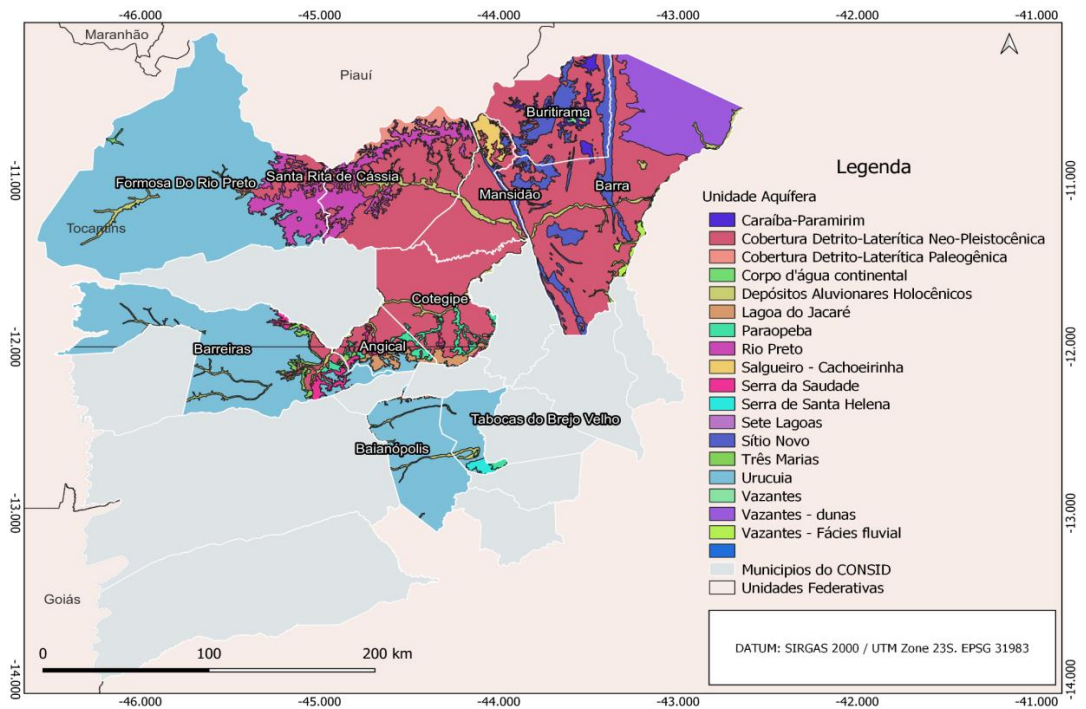 -46.000
-45.000
-44.000
-43.000
-42.000
-41.000
Maranhão
Piauí
Buritirama
-11.000
-11.000
Formosa Do Rio Preto
Santa Rita de Cássia
Mansidão
Barra
Tocantins
Cotegipe
-12.000
-12.000
Barreiras
Angical
Tabocas do Brejo Velho
Baianópolis
-13.000
-13.000
Goiás
0
100
200 km
-14.000
-14.000
-46.000
-45.000
-44.000
-43.000
-42.000
-41.000
Legenda
Unidade Aquífera
Caraíba-Paramirim
Cobertura Detrito-Laterítica Neo-Pleistocênica
Cobertura Detrito-Laterítica Paleogênica
Corpo d'água continental
Depósitos Aluvionares Holocênicos
Lagoa do Jacaré
Paraopeba
Rio Preto
Salgueiro - Cachoeirinha
Serra da Saudade
Serra de Santa Helena
Sete Lagoas
Sítio Novo
Três Marias
Urucuia
Vazantes
Vazantes - dunas
Vazantes - Fácies fluvial
Municipios do CONSID
Unidades Federativas
DATUM: SIRGAS 2000 / UTM Zone 23S. EPSG 31983